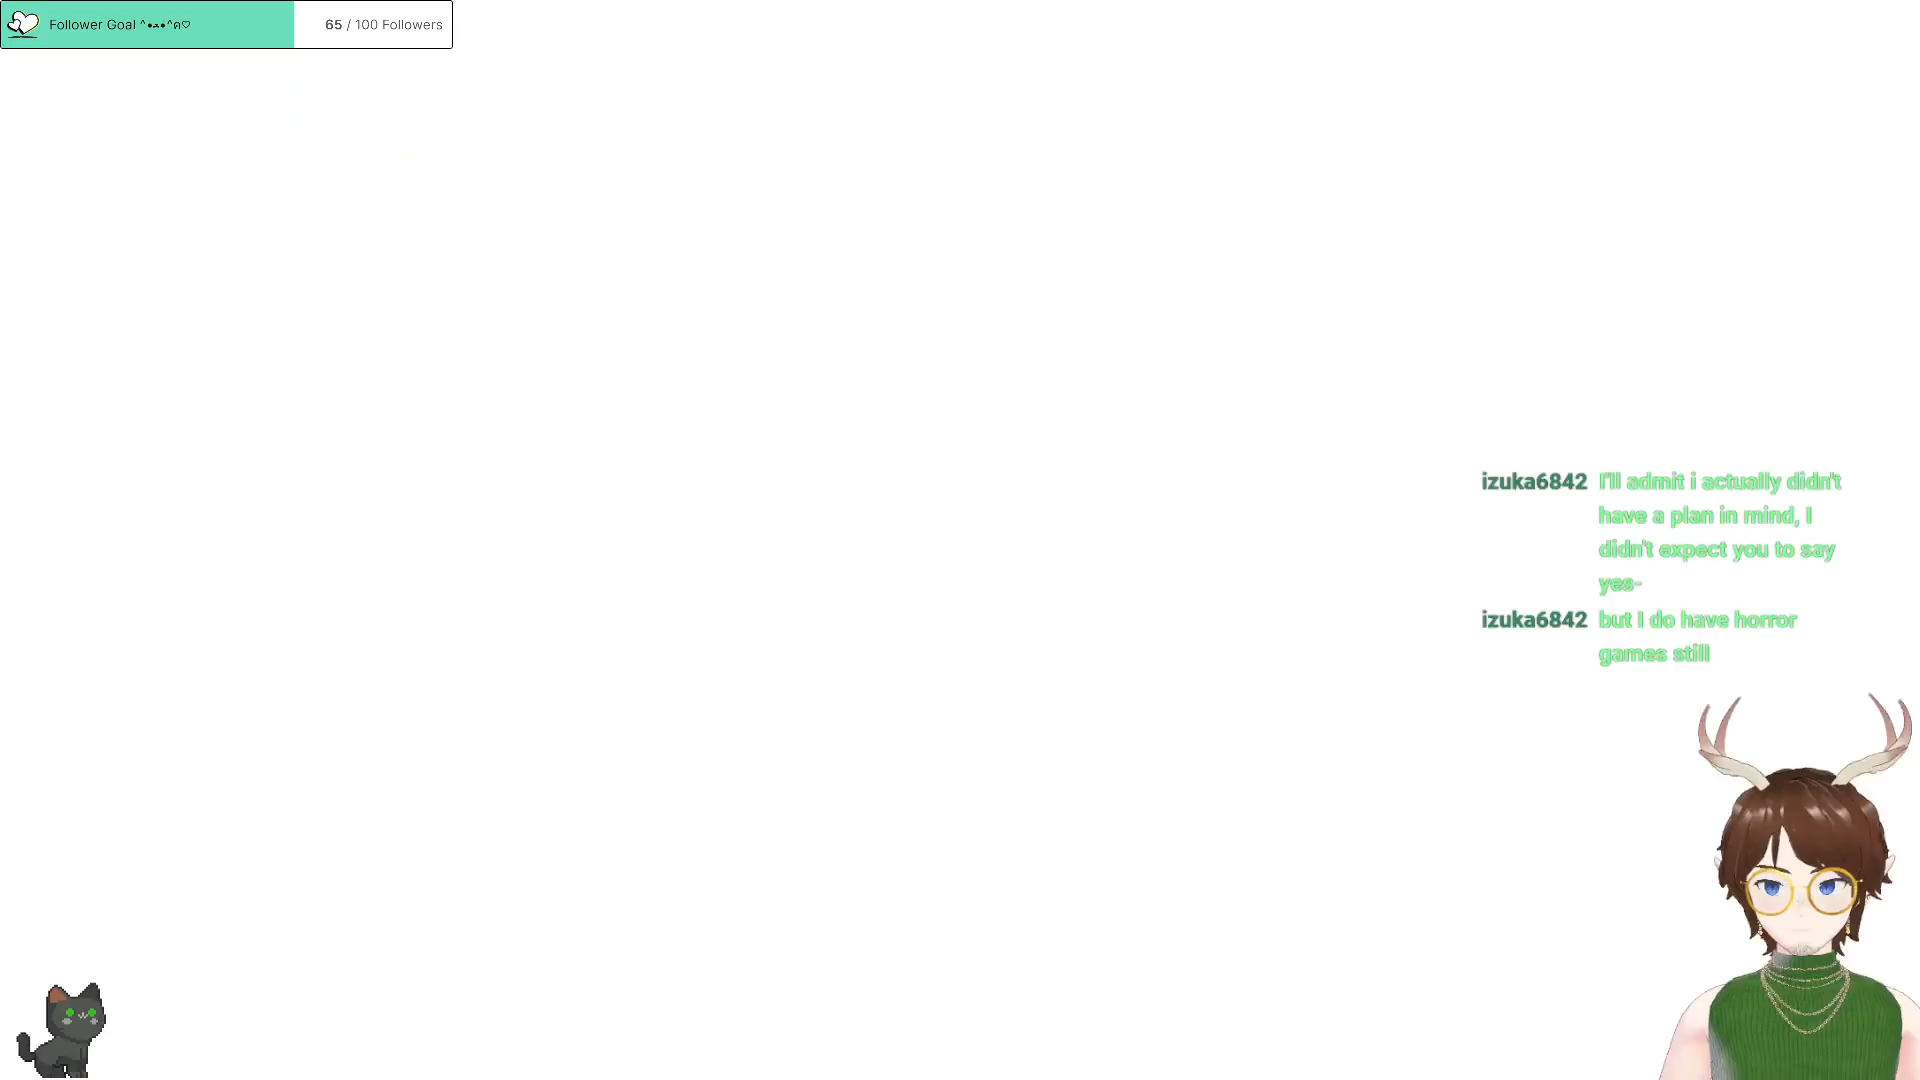 Follower Goal ^•ﻌ•^ฅ♡
65 / 100 Followers
izuka6842 I'll admit i actually didn't
have a plan in mind, I
didn't expect you to say
yes-
izuka6842 but I do have horror
games still